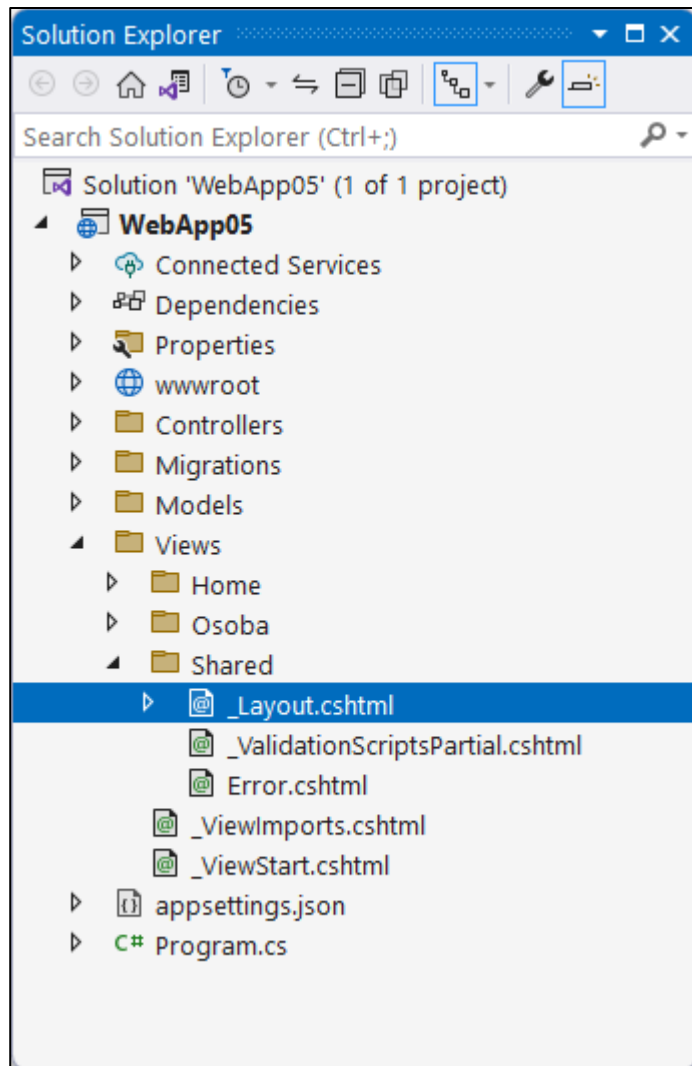 Solution Explorer
Search Solution Explorer (Ctrl+;)
Solution 'WebApp05' (1 of 1 project)
WebApp05
Connected Services
Dependencies
Properties
wwwroot
Controllers
Migrations
Models
Views
Home
Osoba
Shared
_Layout.cshtml
_ValidationScriptsPartial.cshtml
Error.cshtml
_ViewImports.cshtml
_ViewStart.cshtml
appsettings.json
C# Program.cs